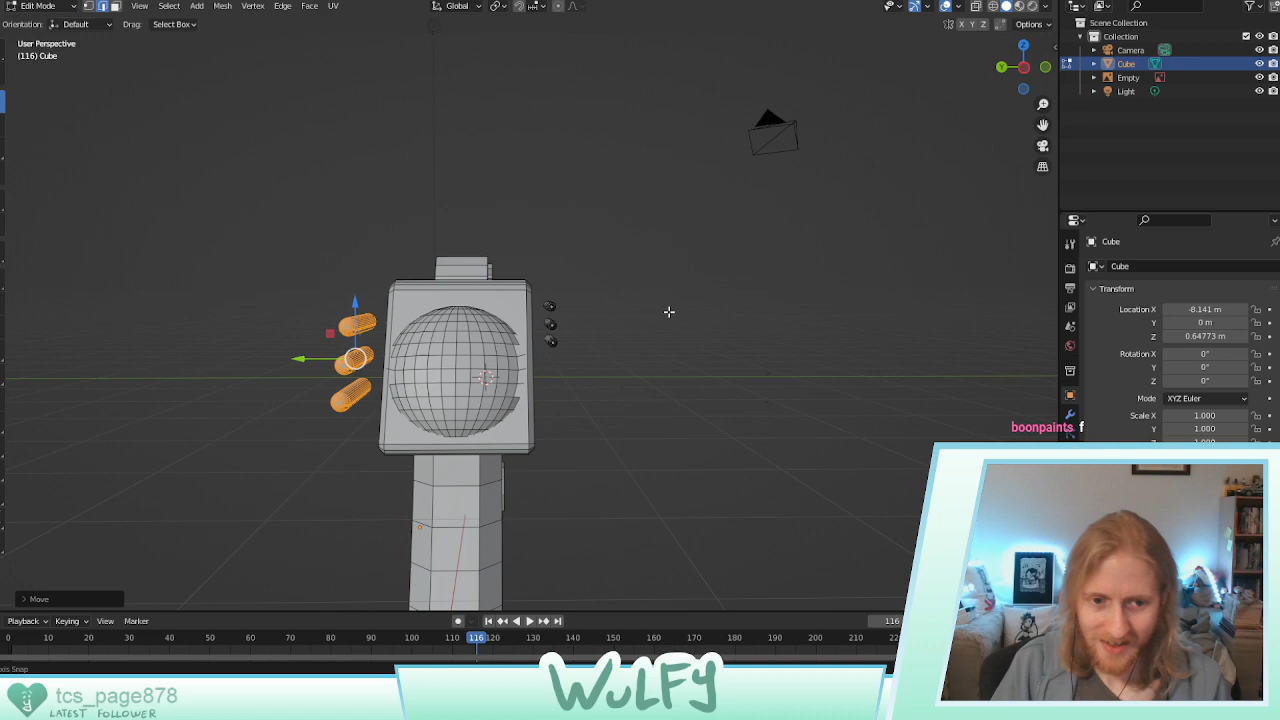 Edit Mode View Select Add Mesh Vertex Edge Face UV Global
Orientation: Default Drag: Select Box X Y Z Options
User Perspective
(116) Cube
Z
Y
Scene Collection
Collection
Camera
Cube
Empty
Light
Cube
Cube
Transform
Location X -8.141 m
Y 0 m
Z 0.64773 m
Rotation X 0°
Y 0°
Z 0°
Mode XYZ Euler
Scale X 1.000
Y 1.000
boonpaints f
Move
Playback Keying View Marker 116
0 10 20 30 40 50 60 70 80 90 100 110 116 120 130 140 150 160 170 180 190 200 210 22
xis Snap
tcs_page878
LATEST FOLLOWER
WULFY